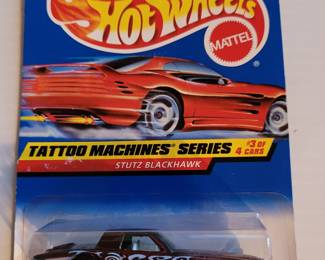 Hot Wheels
MATTEL
TATTOO MACHINES' SERIES
#3 OF
4 CARS
STUTZ BLACKHAWK